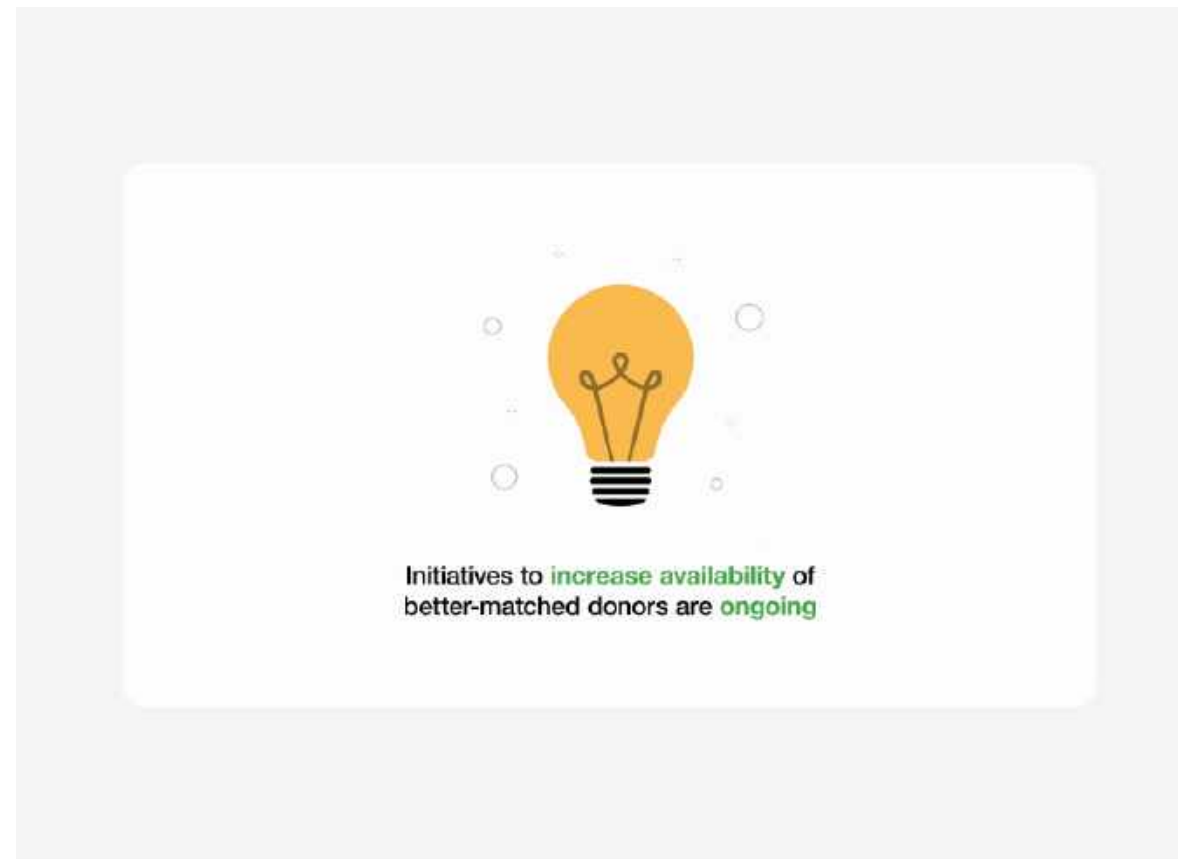 Initiatives to increase availability of
better-matched donors are ongoing